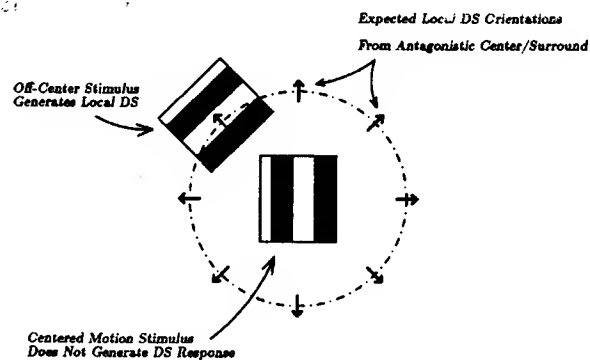 Expected Local DS Orientations
From Antagonistic Center/Surround
Off-Center Stimulus
Generates Local DS
Centered Motion Stimulus
Does Not Generate DS Response